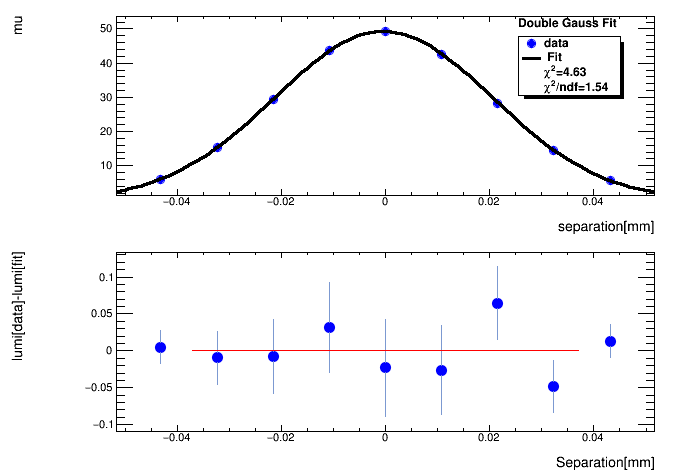 mu
Double Gauss Fit
data
Fit
χ²=4.63
χ²/ndf=1.54
50
40
30
20
10
−0.04 −0.02 0 0.02 0.04
separation[mm]
lumi[data]-lumi[fit]
0.1
0.05
0
−0.05
−0.1
−0.04 −0.02 0 0.02 0.04
Separation[mm]